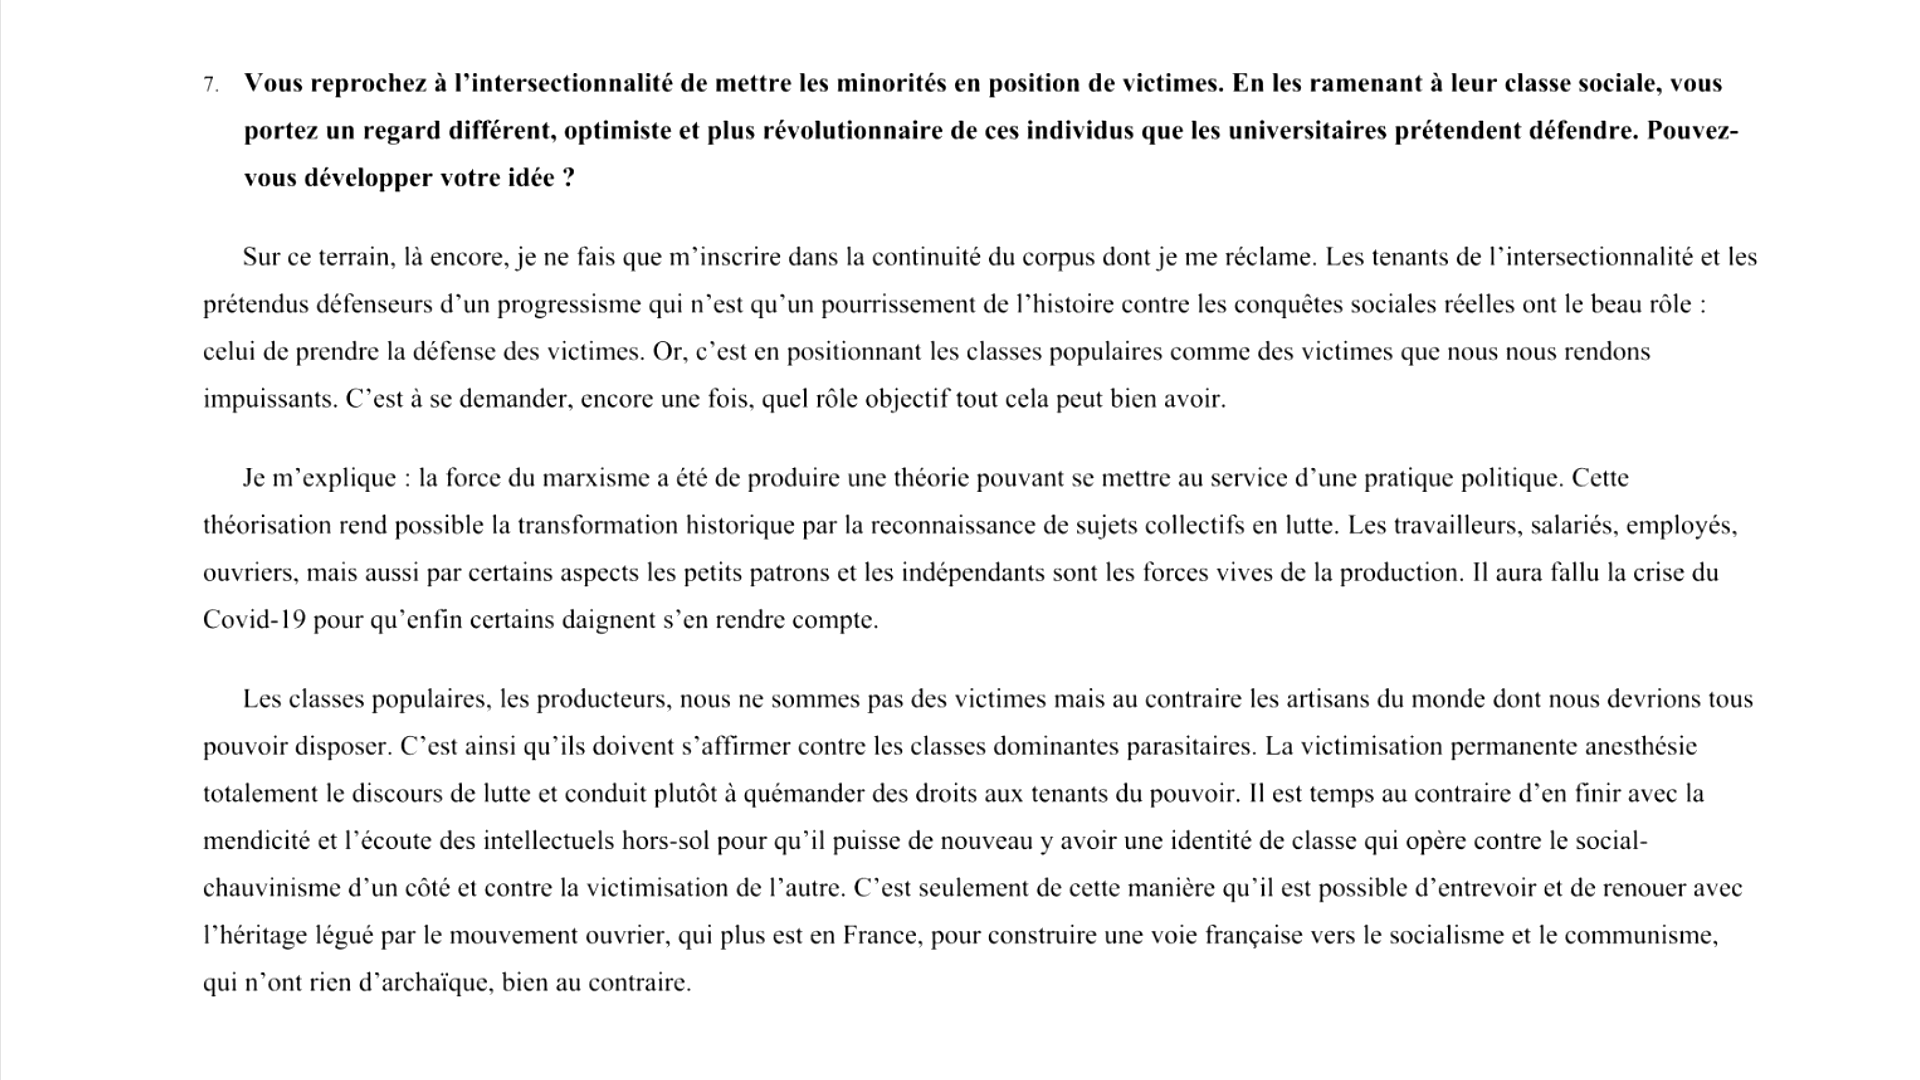 7. Vous reprochez à l’intersectionnalité de mettre les minorités en position de victimes. En les ramenant à leur classe sociale, vous
portez un regard différent, optimiste et plus révolutionnaire de ces individus que les universitaires prétendent défendre. Pouvez-
vous développer votre idée ?
Sur ce terrain, là encore, je ne fais que m’inscrire dans la continuité du corpus dont je me réclame. Les tenants de l’intersectionnalité et les
prétendus défenseurs d’un progressisme qui n’est qu’un pourrissement de l’histoire contre les conquêtes sociales réelles ont le beau rôle :
celui de prendre la défense des victimes. Or, c’est en positionnant les classes populaires comme des victimes que nous nous rendons
impuissants. C’est à se demander, encore une fois, quel rôle objectif tout cela peut bien avoir.
Je m’explique : la force du marxisme a été de produire une théorie pouvant se mettre au service d’une pratique politique. Cette
théorisation rend possible la transformation historique par la reconnaissance de sujets collectifs en lutte. Les travailleurs, salariés, employés,
ouvriers, mais aussi par certains aspects les petits patrons et les indépendants sont les forces vives de la production. Il aura fallu la crise du
Covid-19 pour qu’enfin certains daignent s’en rendre compte.
Les classes populaires, les producteurs, nous ne sommes pas des victimes mais au contraire les artisans du monde dont nous devrions tous
pouvoir disposer. C’est ainsi qu’ils doivent s’affirmer contre les classes dominantes parasitaires. La victimisation permanente anesthésie
totalement le discours de lutte et conduit plutôt à quémander des droits aux tenants du pouvoir. Il est temps au contraire d’en finir avec la
mendicité et l’écoute des intellectuels hors-sol pour qu’il puisse de nouveau y avoir une identité de classe qui opère contre le social-
chauvinisme d’un côté et contre la victimisation de l’autre. C’est seulement de cette manière qu’il est possible d’entrevoir et de renouer avec
l’héritage légué par le mouvement ouvrier, qui plus est en France, pour construire une voie française vers le socialisme et le communisme,
qui n’ont rien d’archaïque, bien au contraire.